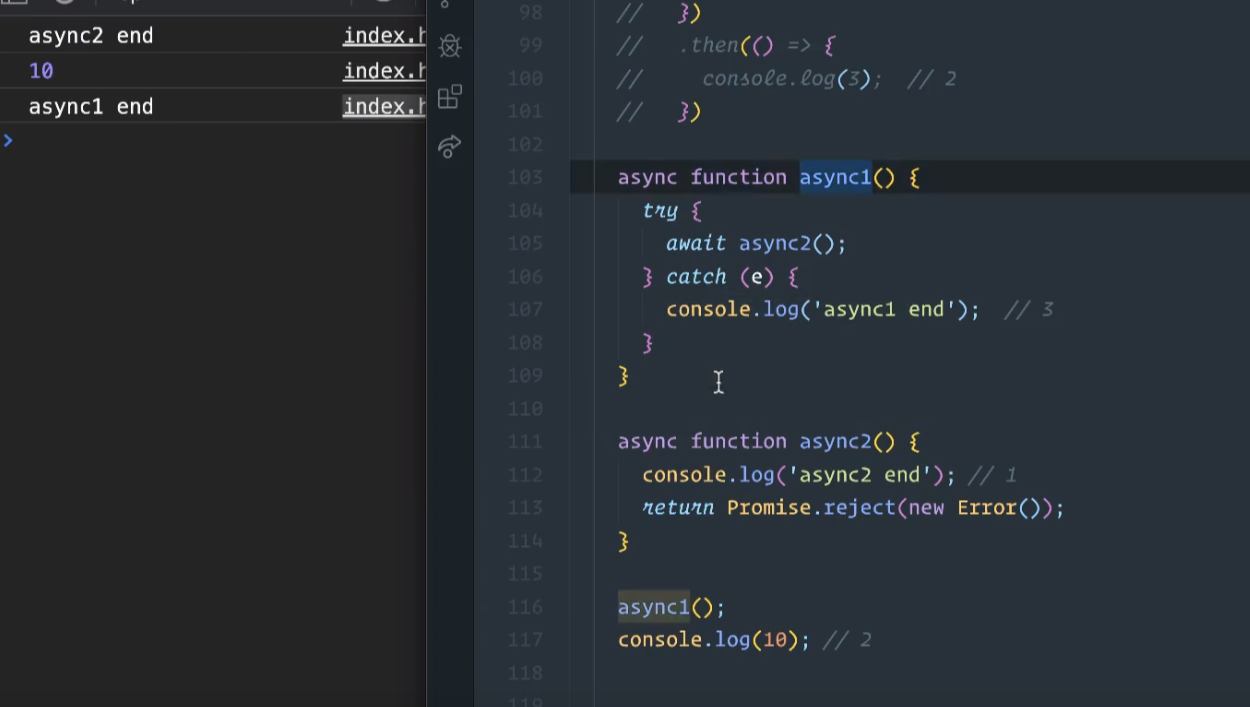 async2 end index.h
10 index.h
async1 end index.h
>
98 // })
99 // .then(() => {
100 // console.log(3); // 2
101 // })
102
103 async function async1() {
104 try {
105 await async2();
106 } catch (e) {
107 console.log('async1 end'); // 3
108 }
109 }
110
111 async function async2() {
112 console.log('async2 end'); // 1
113 return Promise.reject(new Error());
114 }
115
116 async1();
117 console.log(10); // 2
118
119